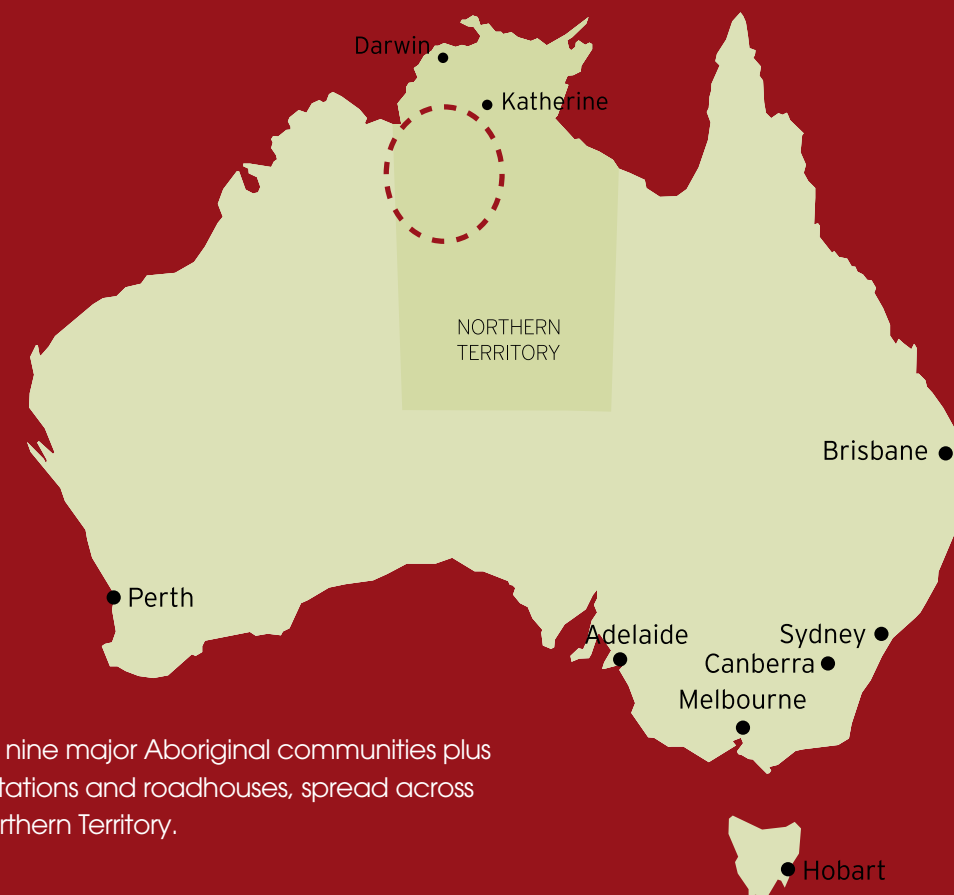 Darwin
Katherine
NORTHERN
TERRITORY
Brisbane
Perth
Adelaide
Sydney
Canberra
Melbourne
nine major Aboriginal communities plus
tations and roadhouses, spread across
rthern Territory.
Hobart